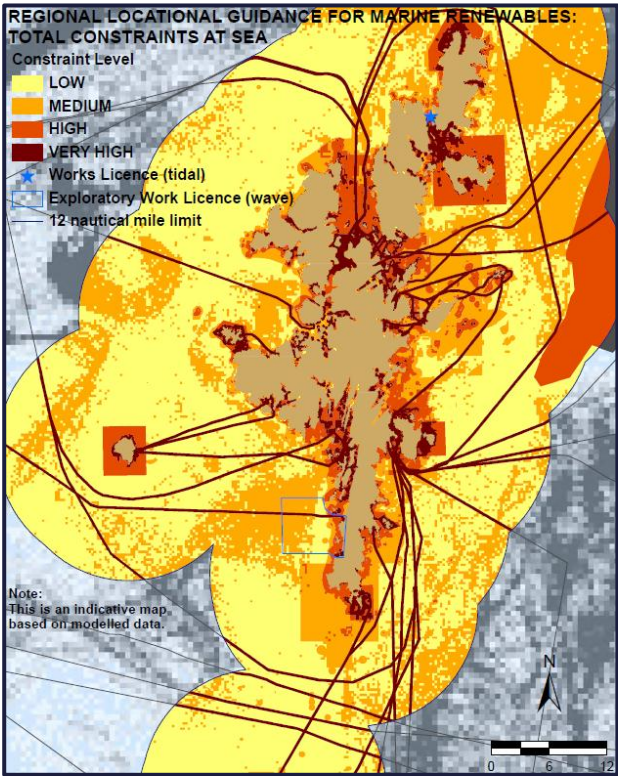 REGIONAL LOCATIONAL GUIDANCE FOR MARINE RENEWABLES:
TOTAL CONSTRAINTS AT SEA
Constraint Level
LOW
MEDIUM
HIGH
VERY HIGH
Works Licence (tidal)
Exploratory Work Licence (wave)
12 nautical mile limit
Note:
This is an indicative map
based on modelled data.
N
0 6 12